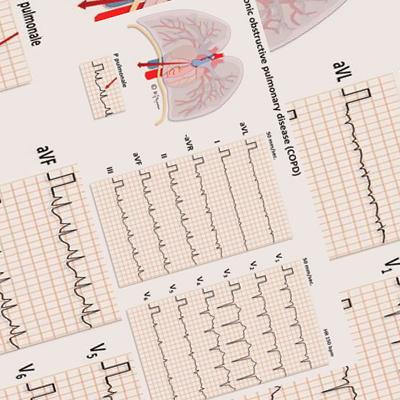 pulmonale
P pulmonale
onic obstructive pulmonary disease (COPD)
aVL
aVF
50 mm/sec.
aVL
I
-aVR
II
aVF
III
50 mm/sec.
HR 150 bpm
V1
V2
V3
V4
V5
V6
V1
V5
V6